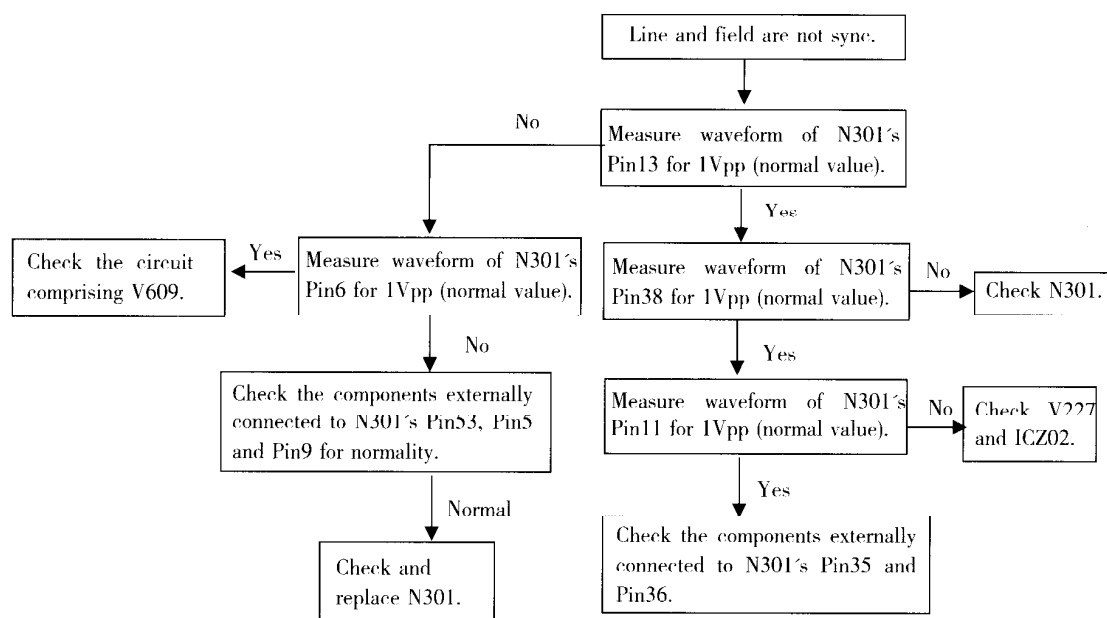 Line and field are not sync.
No
Measure waveform of N301's
Pin13 for 1Vpp (normal value).
Yes
Check the circuit
comprising V609.
Yes
Measure waveform of N301's
Pin6 for 1Vpp (normal value).
Measure waveform of N301's
Pin38 for 1Vpp (normal value).
No
Check N301.
No
Yes
Check the components externally
connected to N301's Pin53, Pin5
and Pin9 for normality.
Measure waveform of N301's
Pin11 for 1Vpp (normal value).
No
Check V227
and ICZ02.
Normal
Yes
Check and
replace N301.
Check the components externally
connected to N301's Pin35 and
Pin36.